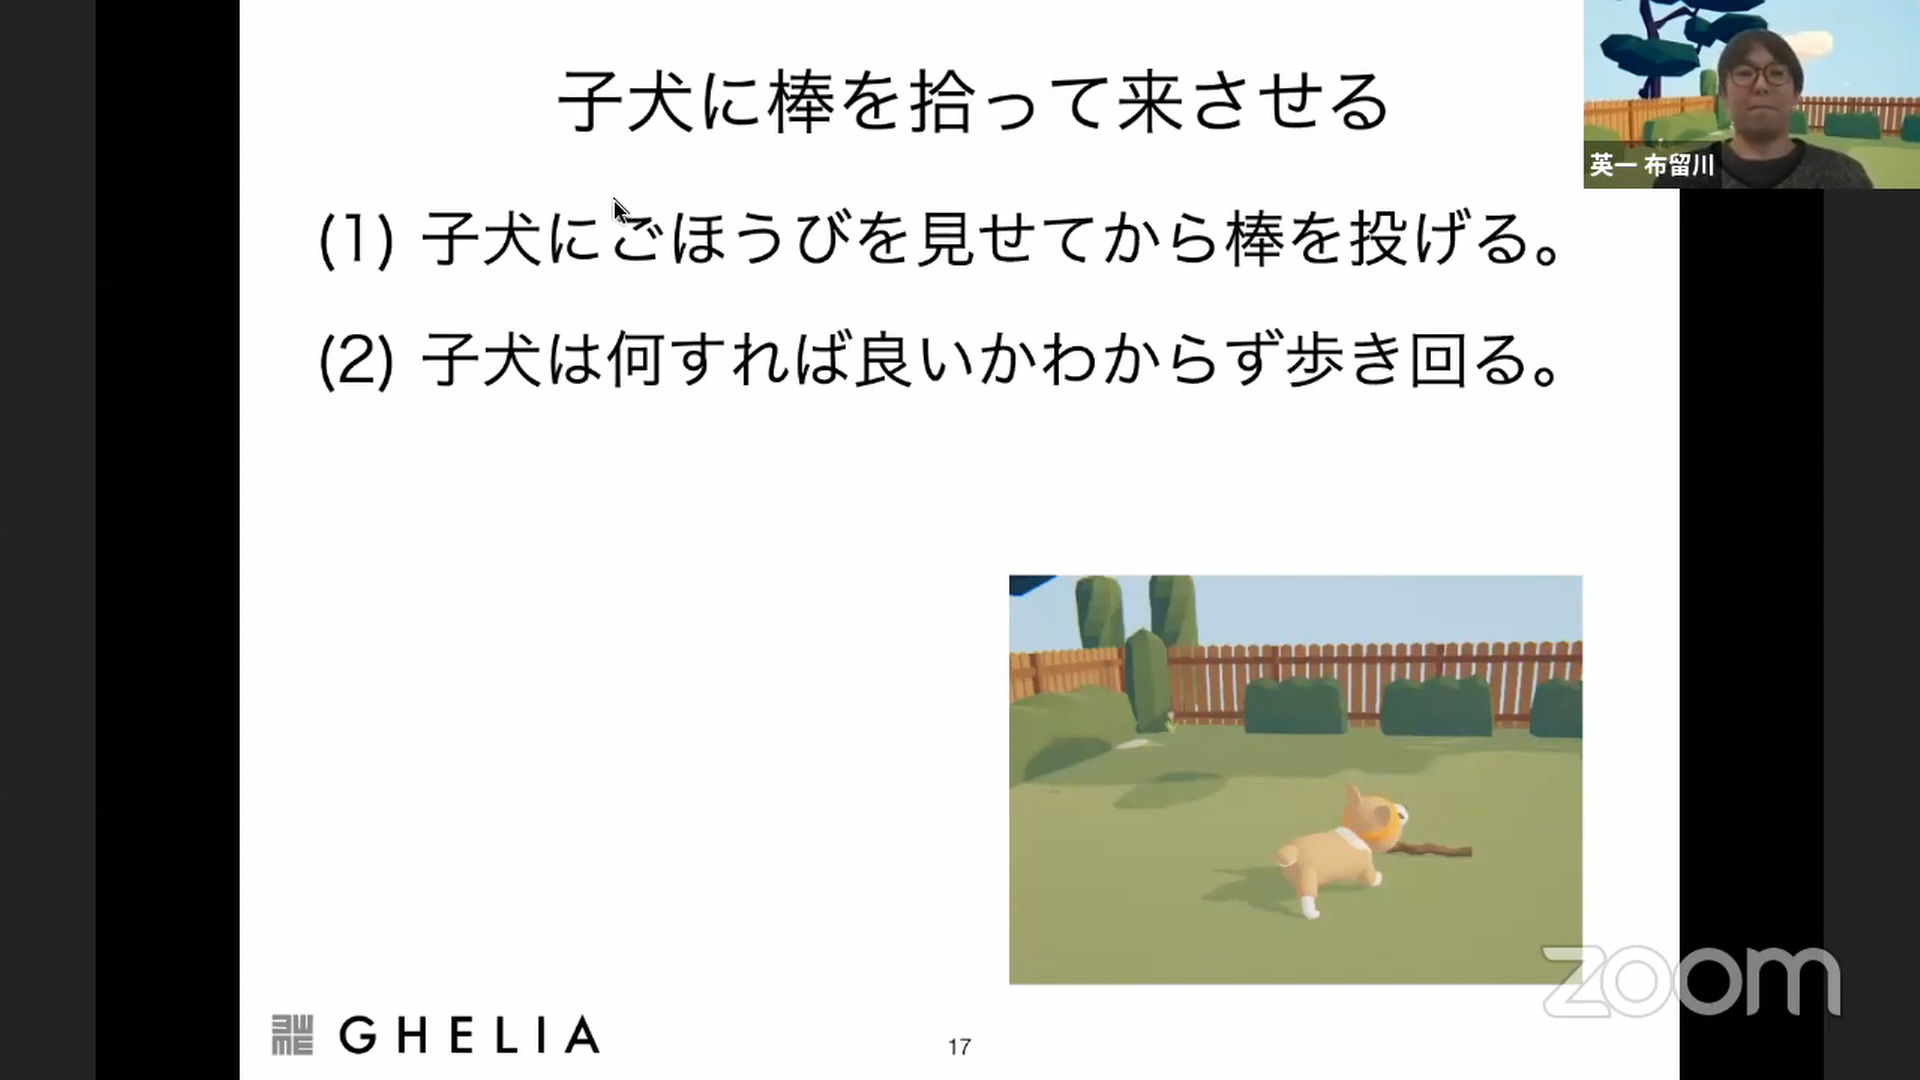 子犬に棒を拾って来させる
英一 布留川
(1) 子犬にごほうびを見せてから棒を投げる。
(2) 子犬は何すれば良いかわからず歩き回る。
GHELIA
17
zoom